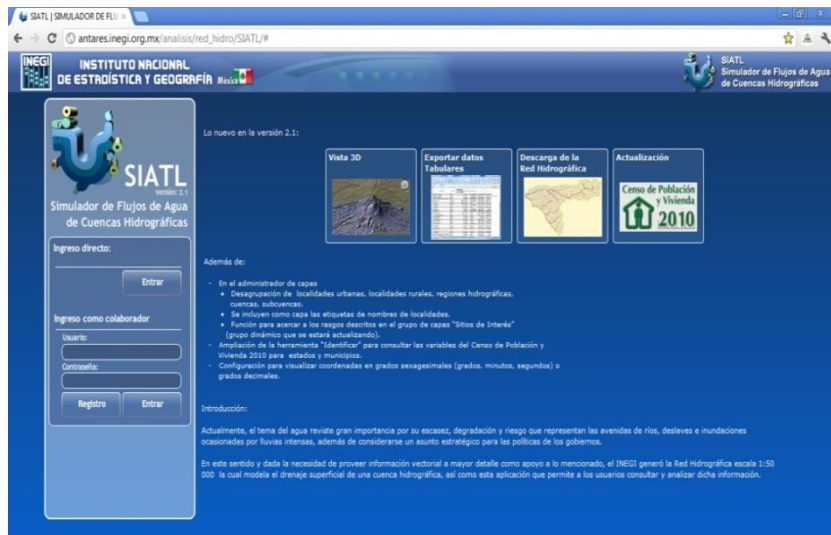 SIATL | SIMULADOR DE FLU
antares.inegi.org.mx/analisis/red_hidro/SIATL/#
INEGI
INSTITUTO NACIONAL
DE ESTADÍSTICA Y GEOGRAFÍA México
SIATL
Simulador de Flujos de Agua
de Cuencas Hidrográficas
SIATL
Versión: 2.1
Simulador de Flujos de Agua
de Cuencas Hidrográficas
Ingreso directo:
Entrar
Ingreso como colaborador
Usuario:
Contraseña:
Registro Entrar
Lo nuevo en la versión 2.1:
Vista 3D
Exportar datos
Tabulares
Descarga de la
Red Hidrográfica
Actualización
Censo de Población
y Vivienda
2010
Además de:
- En el administrador de capas
• Desagrupación de localidades urbanas, localidades rurales, regiones hidrográficas,
cuencas, subcuencas.
• Se incluyen como capa las etiquetas de nombres de localidades.
• Función para acercar a los rasgos descritos en el grupo de capas "Sitios de Interés"
(grupo dinámico que se estará actualizando).
- Ampliación de la herramienta "Identificar" para consultar las variables del Censo de Población y
Vivienda 2010 para estados y municipios.
- Configuración para visualizar coordenadas en grados sexagesimales (grados, minutos, segundos) o
grados decimales.
Introducción:
Actualmente, el tema del agua reviste gran importancia por su escasez, degradación y riesgo que representan las avenidas de ríos, deslaves e inundaciones
ocasionadas por lluvias intensas, además de considerarse un asunto estratégico para las políticas de los gobiernos.
En este sentido y dada la necesidad de proveer información vectorial a mayor detalle como apoyo a lo mencionado, el INEGI generó la Red Hidrográfica escala 1:50
000 la cual modela el drenaje superficial de una cuenca hidrográfica, así como esta aplicación que permite a los usuarios consultar y analizar dicha información.